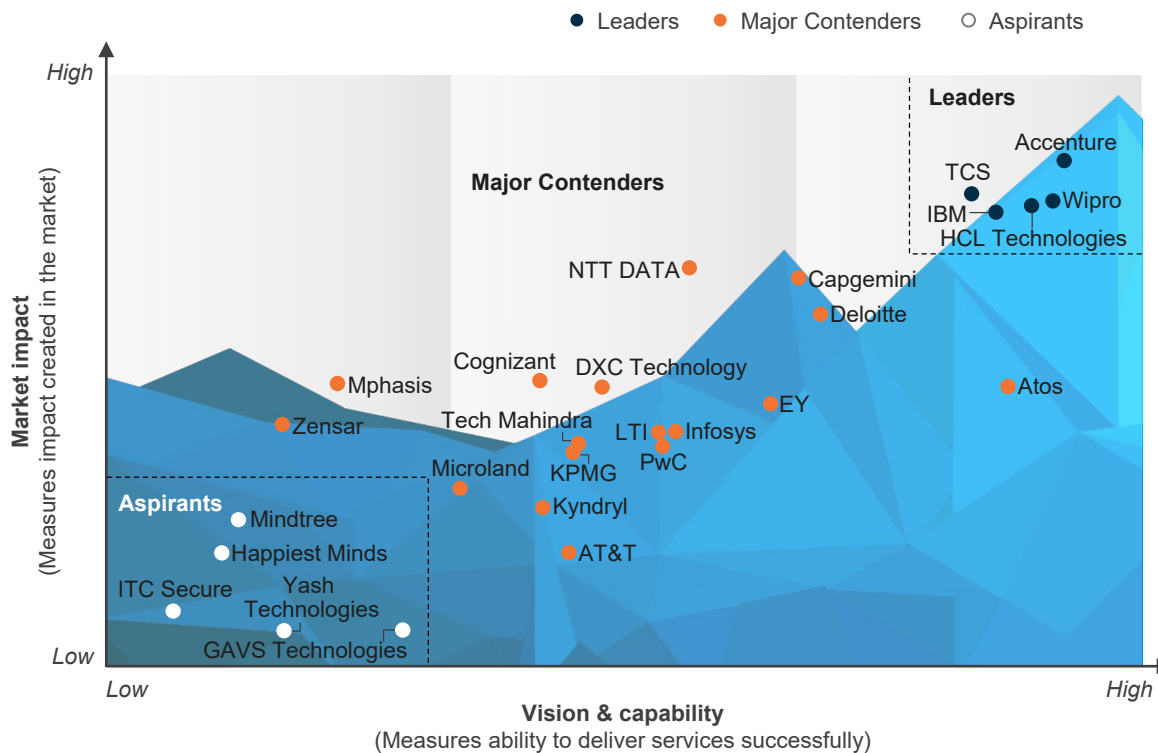 Leaders
Major Contenders
Aspirants
High
Leaders
Accenture
TCS
Major Contenders
IBM
Wipro
HCL Technologies
NTT DATA
Capgemini
Deloitte
Cognizant
DXC Technology
Mphasis
Atos
EY
Tech Mahindra
Zensar
LTI
Infosys
PwC
KPMG
Microland
Aspirants
Kyndryl
Mindtree
Happiest Minds
AT&T
ITC Secure
Yash
Technologies
GAVS Technologies
Market impact
(Measures impact created in the market)
Low
Low
High
Vision & capability
(Measures ability to deliver services successfully)